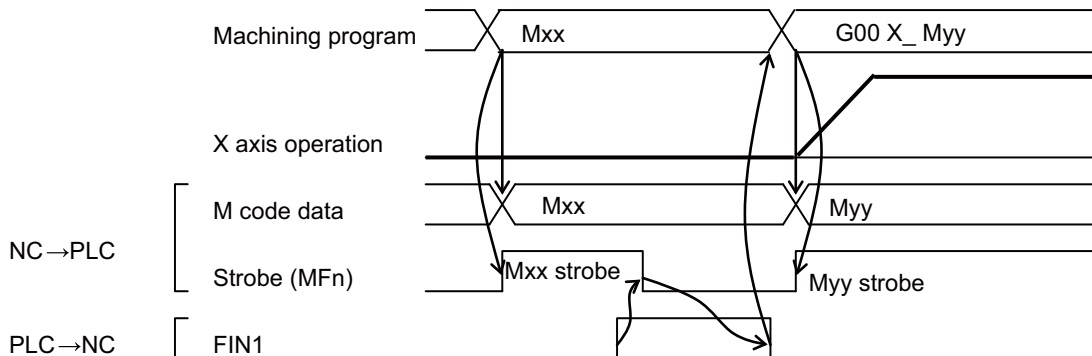 Machining program
Mxx
G00 X_ Myy
X axis operation
M code data
Mxx
Myy
NC→PLC
Strobe (MFn)
Mxx strobe
Myy strobe
PLC→NC
FIN1